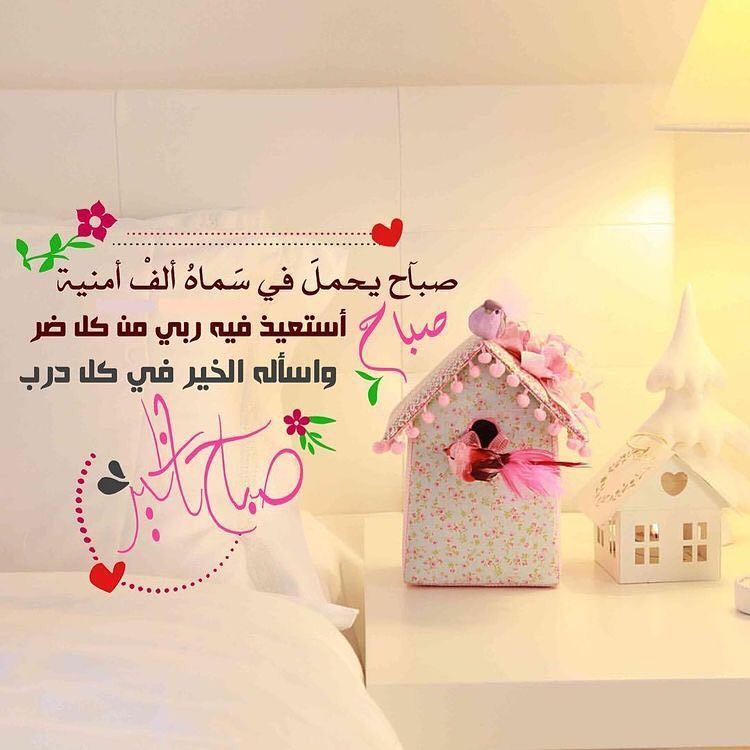 صبآح يحملَ في سَماهُ ألفْ أمنية
صباح أستعيذ فيه ربي من كل ضر
واسأله الخير في كل درب
صباح الخير